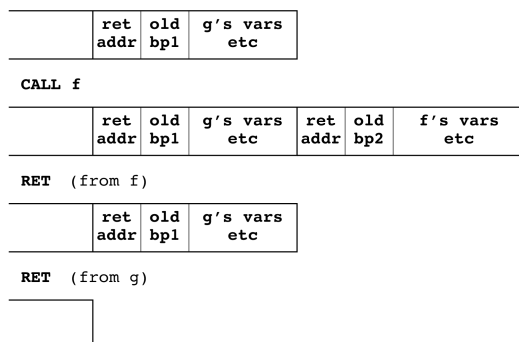 ret old g's vars
addr bp1 etc
CALL f
ret old g's vars ret old f's vars
addr bp1 etc addr bp2 etc
RET (from f)
ret old g's vars
addr bp1 etc
RET (from g)